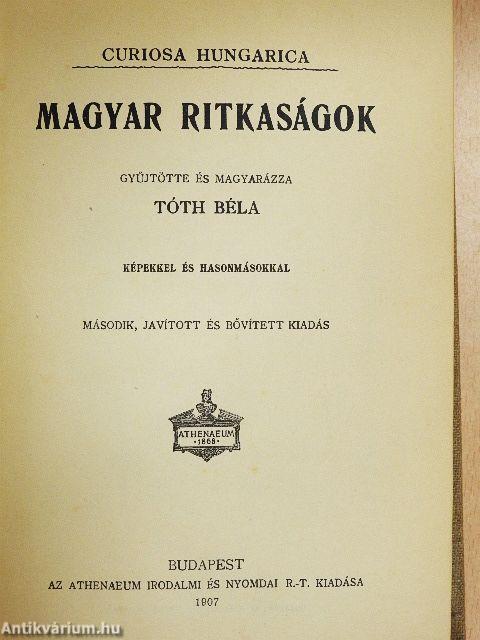 CURIOSA HUNGARICA
MAGYAR RITKASÁGOK
GYŰJTÖTTE ÉS MAGYARÁZZA
TÓTH BÉLA
KÉPEKKEL ÉS HASONMÁSOKKAL
MÁSODIK, JAVÍTOTT ÉS BŐVÍTETT KIADÁS
ATHENAEUM
·1868·
BUDAPEST
AZ ATHENAEUM IRODALMI ÉS NYOMDAI R.-T. KIADÁSA
1907
Antikvárium.hu